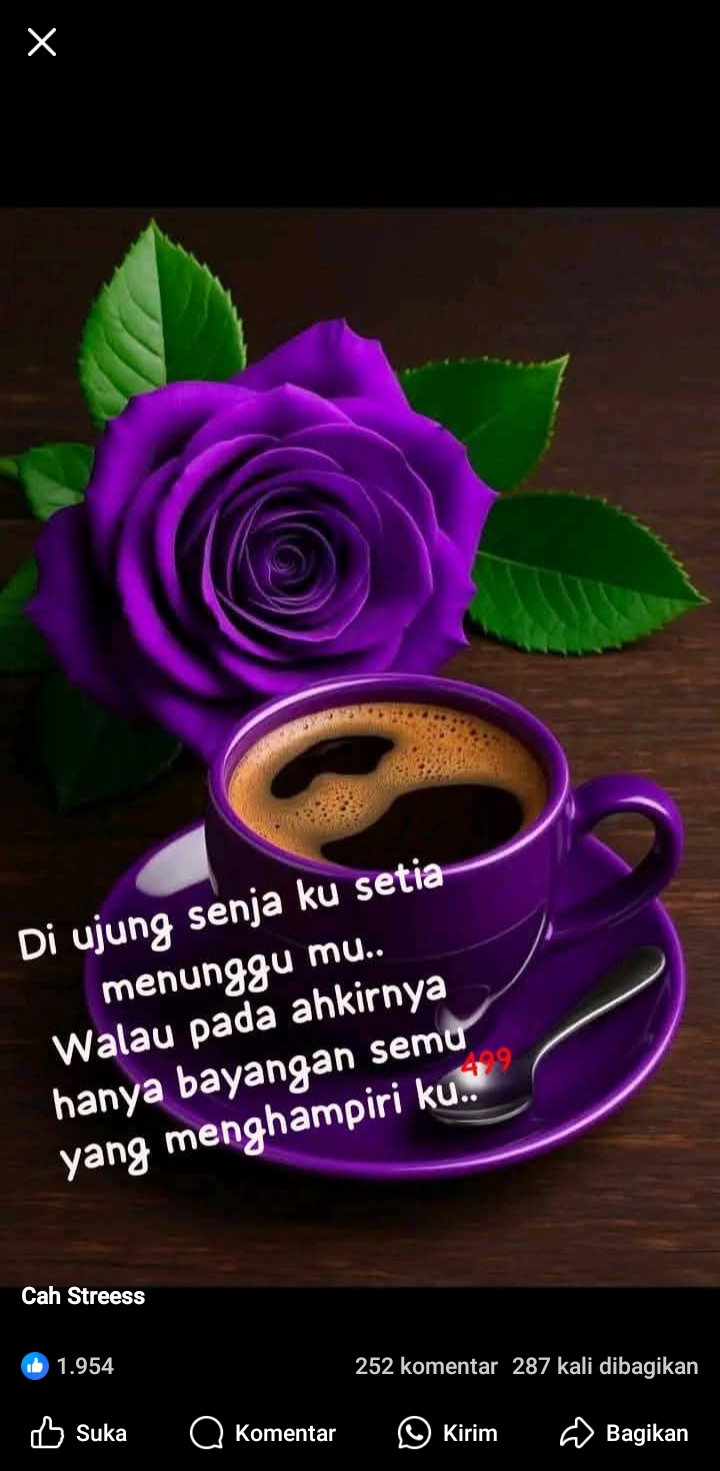 Di ujung senja ku setia
menunggu mu..
Walau pada ahkirnya
hanya bayangan semu
499
yang menghampiri ku..
Cah Streess
1.954
252 komentar 287 kali dibagikan
Suka Komentar Kirim Bagikan